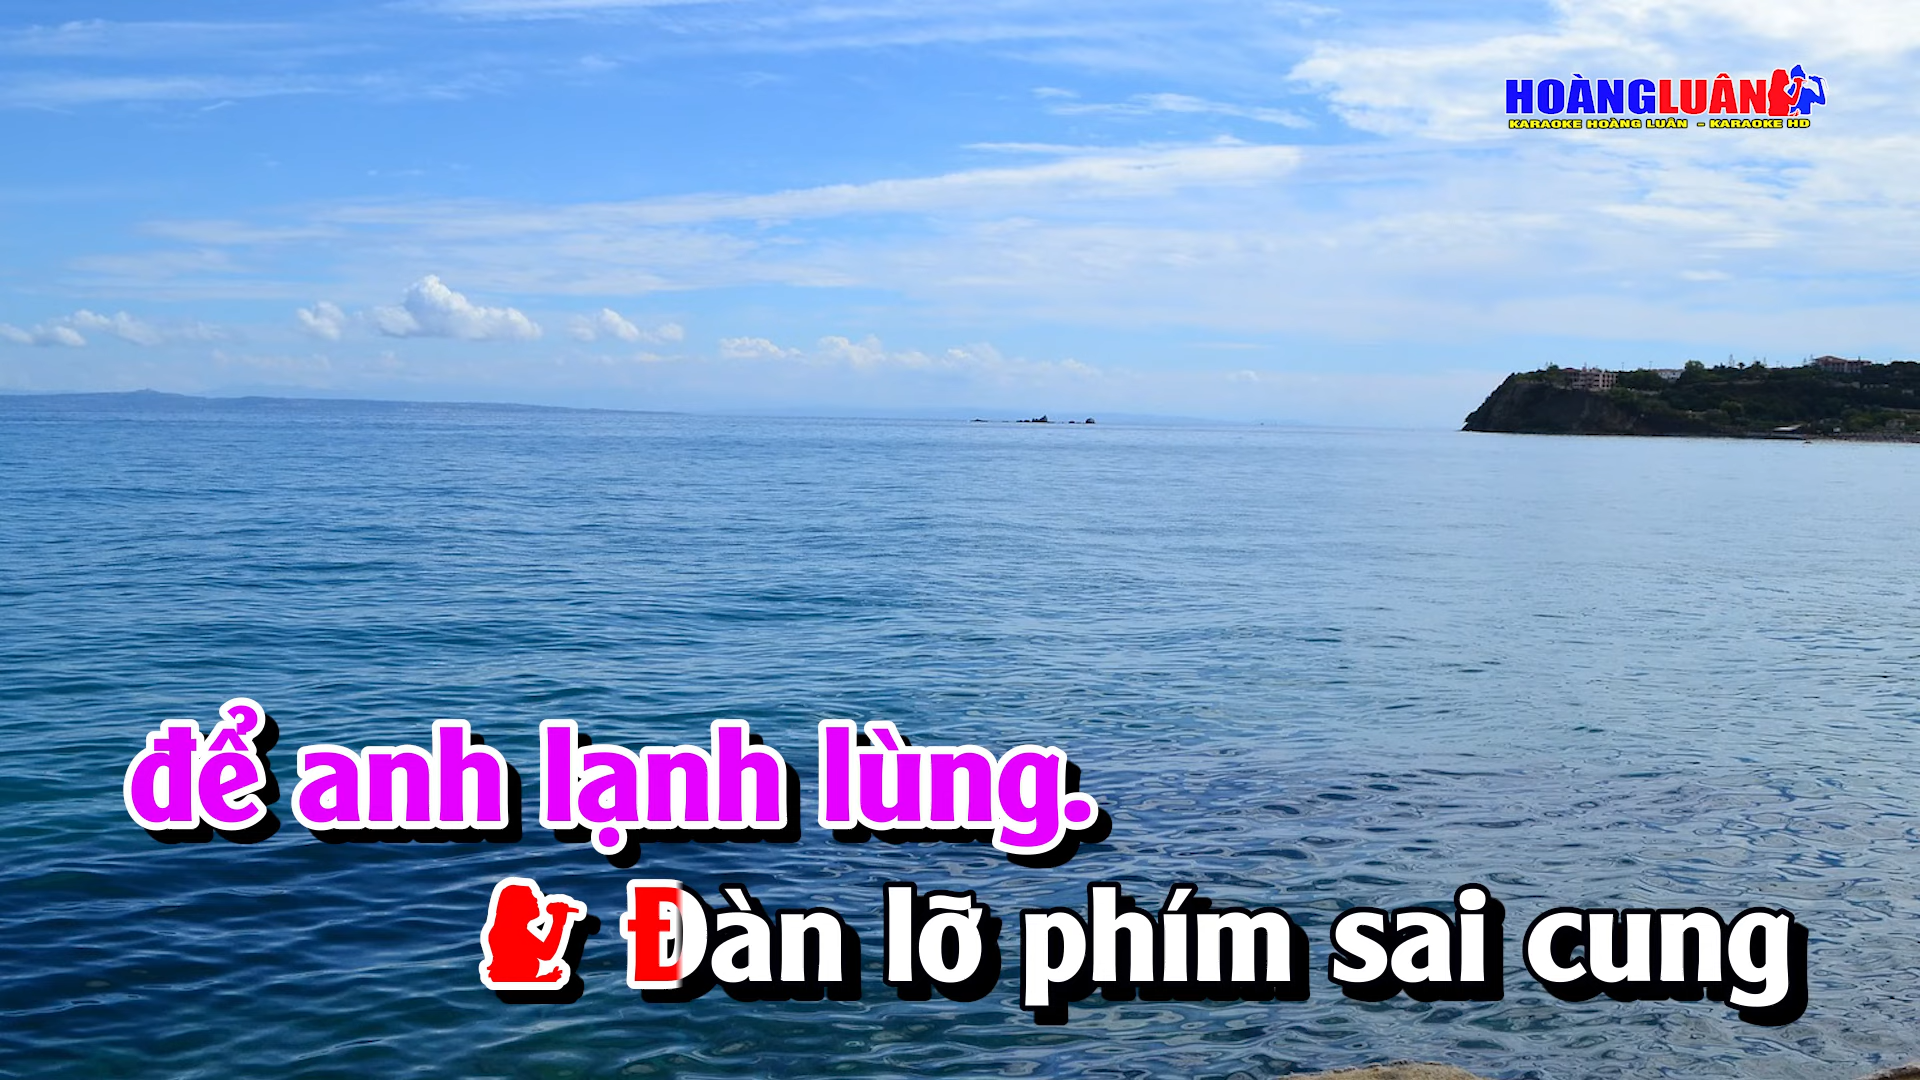 HOÀNGLUÂN
KARAOKE HOÀNG LUÂN - KARAOKE HD
để anh lạnh lùng.
Đàn lỡ phím sai cung